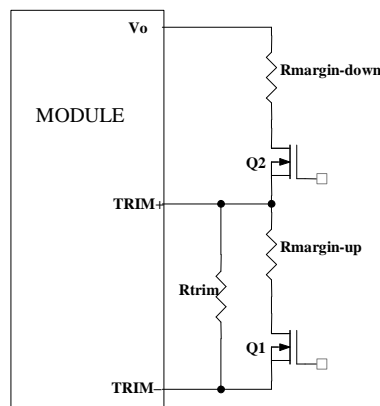 Vo
Rmargin-down
MODULE
Q2
TRIM+
Rmargin-up
Rtrim
Q1
TRIM–